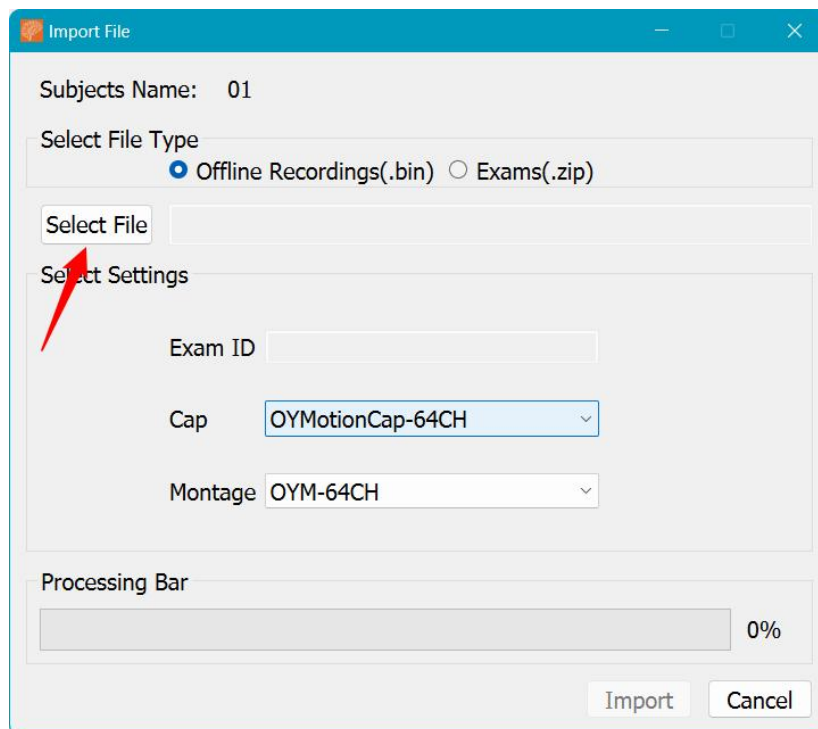 Import File
Subjects Name: 01
Select File Type
Offline Recordings(.bin) Exams(.zip)
Select File
Select Settings
Exam ID
Cap OYMotionCap-64CH
Montage OYM-64CH
Processing Bar
0%
Import Cancel